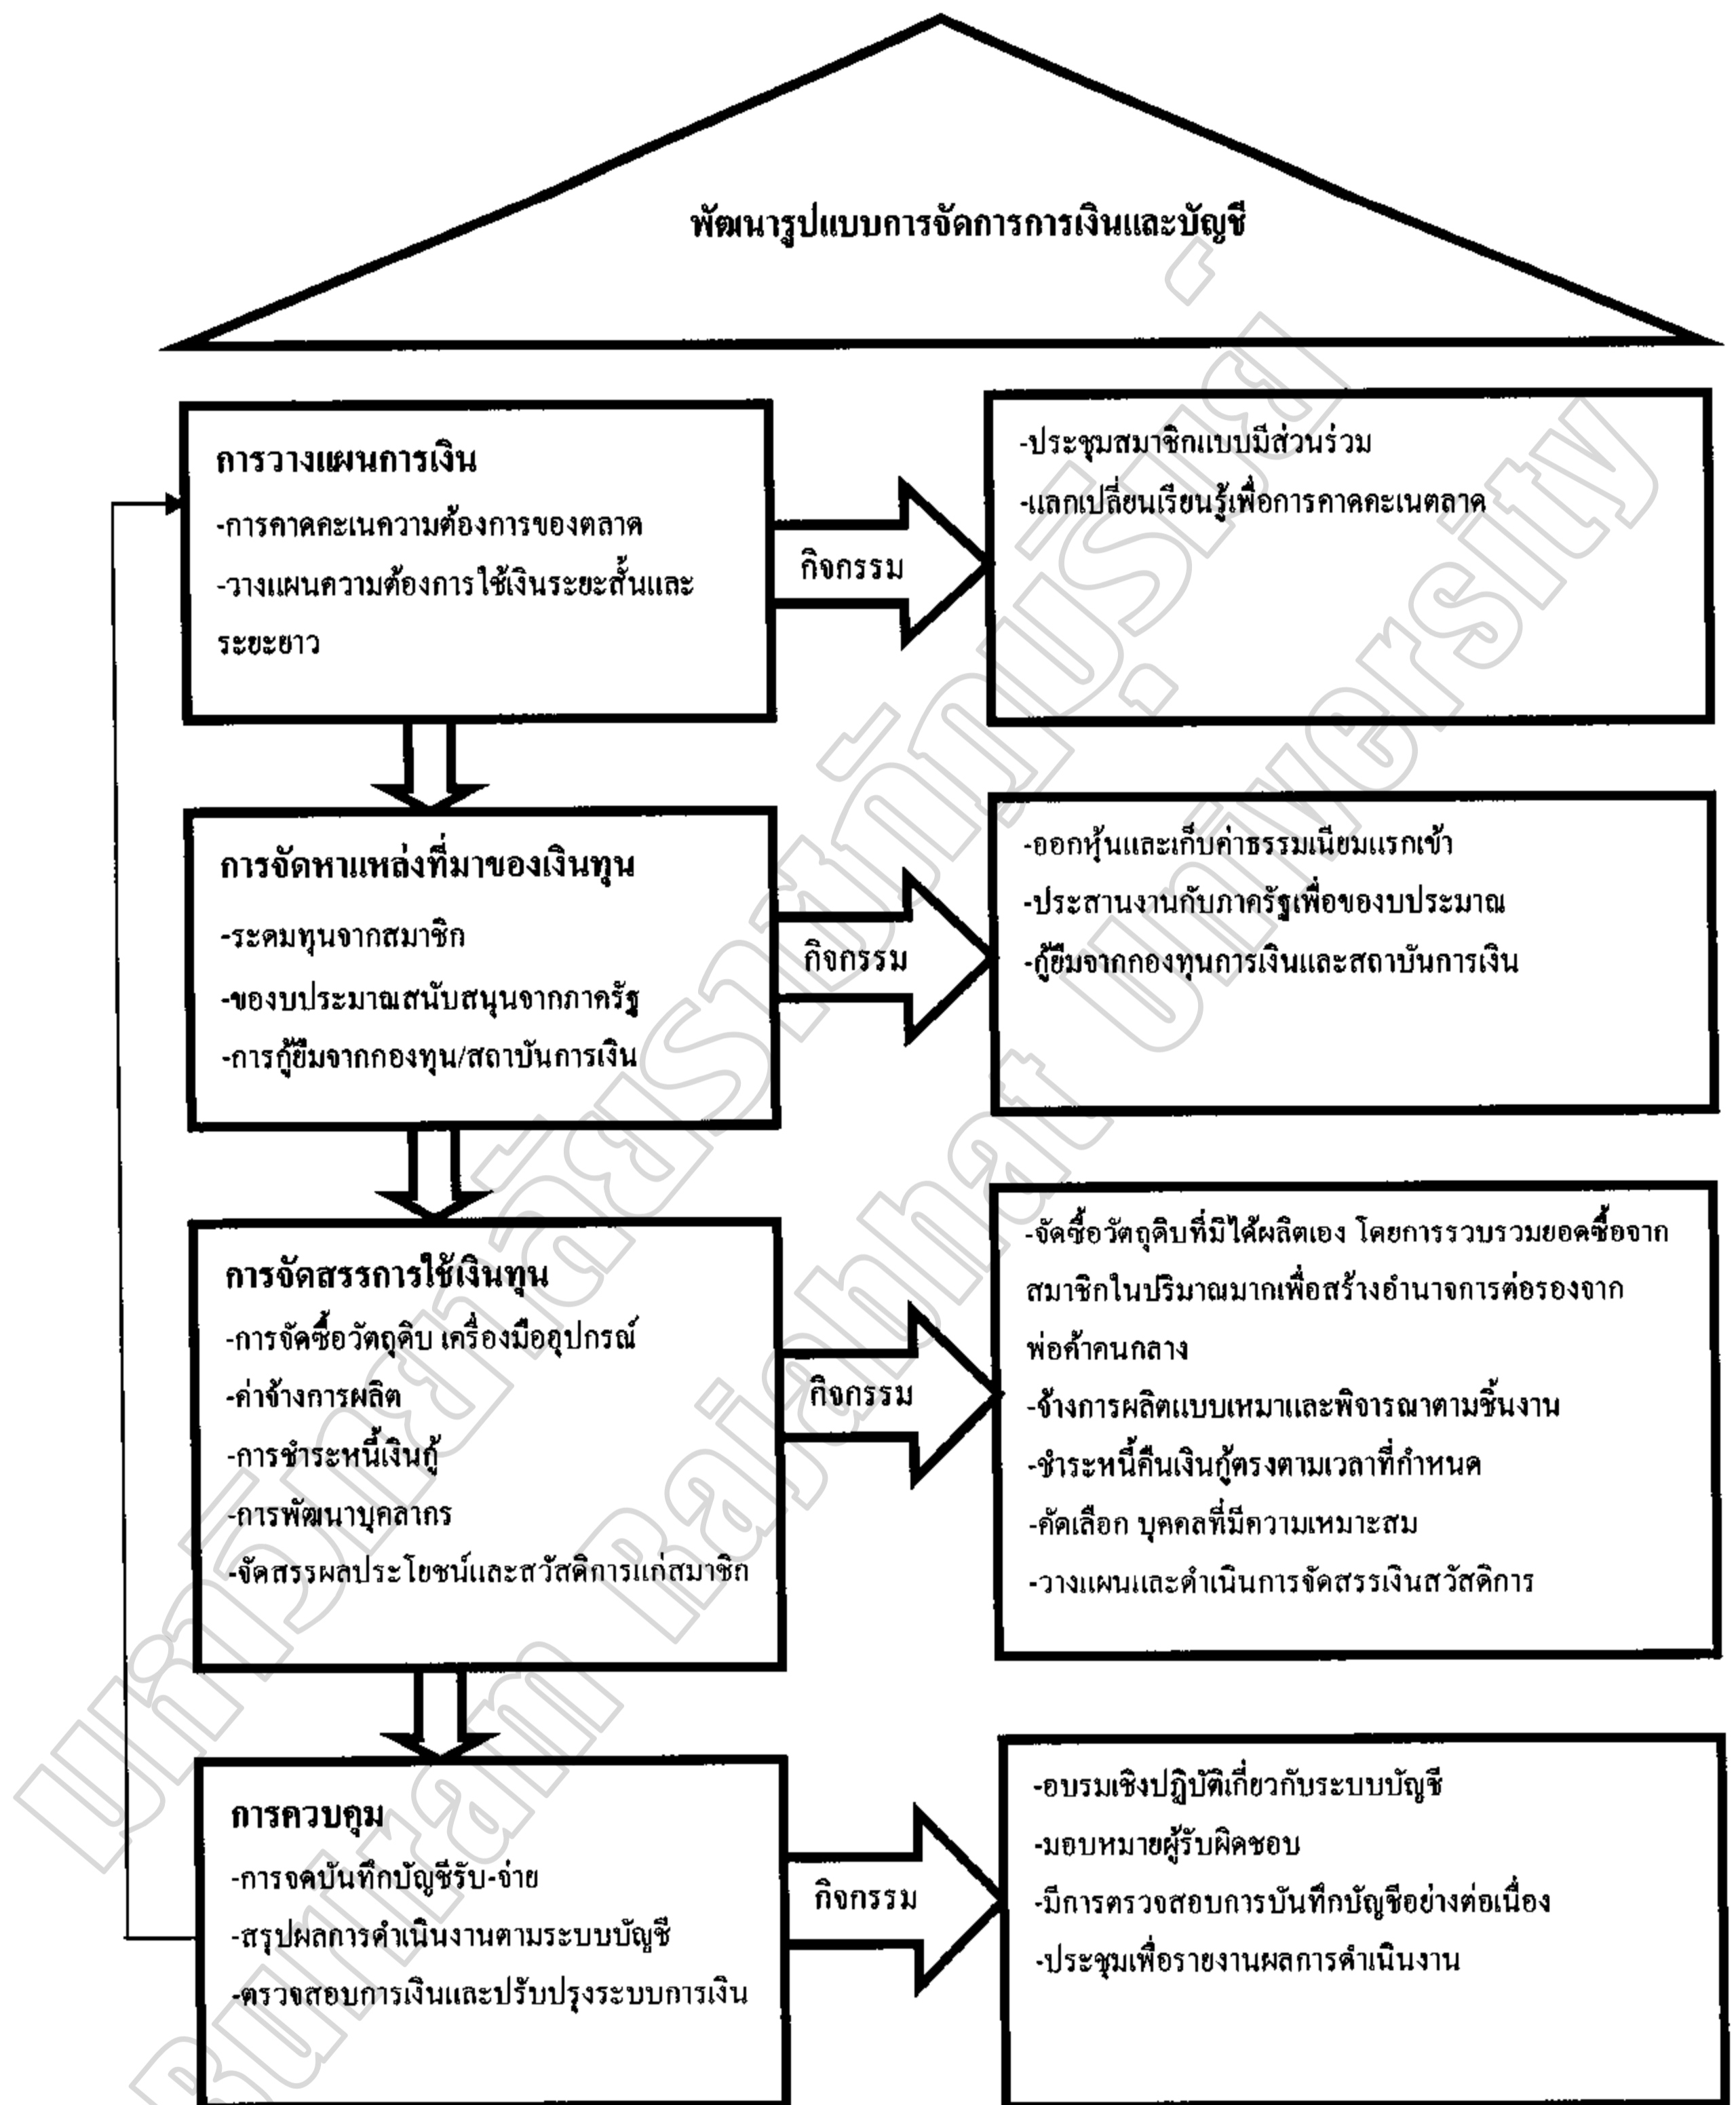 พัฒนารูปแบบการจัดการการเงินและบัญชี
การวางแผนการเงิน
-การคาดคะเนความต้องการของตลาด
-วางแผนความต้องการใช้เงินระยะสั้นและ
ระยะยาว
กิจกรรม
-ประชุมสมาชิกแบบมีส่วนร่วม
-แลกเปลี่ยนเรียนรู้เพื่อการคาดคะเนตลาด
การจัดหาแหล่งที่มาของเงินทุน
-ระดมทุนจากสมาชิก
-ของบประมาณสนับสนุนจากภาครัฐ
-การกู้ยืมจากกองทุน/สถาบันการเงิน
กิจกรรม
-ออกหุ้นและเก็บค่าธรรมเนียมแรกเข้า
-ประสานงานกับภาครัฐเพื่อของบประมาณ
-กู้ยืมจากกองทุนการเงินและสถาบันการเงิน
การจัดสรรการใช้เงินทุน
-การจัดซื้อวัตถุดิบ เครื่องมืออุปกรณ์
-ค่าจ้างการผลิต
-การชำระหนี้เงินกู้
-การพัฒนาบุคลากร
-จัดสรรผลประโยชน์และสวัสดิการแก่สมาชิก
กิจกรรม
-จัดซื้อวัตถุดิบที่มิได้ผลิตเอง โดยการรวบรวมยอดซื้อจาก
สมาชิกในปริมาณมากเพื่อสร้างอำนาจการต่อรองจาก
พ่อค้าคนกลาง
-จ้างการผลิตแบบเหมาและพิจารณาตามชิ้นงาน
-ชำระหนี้คืนเงินกู้ตรงตามเวลาที่กำหนด
-คัดเลือก บุคคลที่มีความเหมาะสม
-วางแผนและดำเนินการจัดสรรเงินสวัสดิการ
การควบคุม
-การจดบันทึกบัญชีรับ-จ่าย
-สรุปผลการดำเนินงานตามระบบบัญชี
-ตรวจสอบการเงินและปรับปรุงระบบการเงิน
กิจกรรม
-อบรมเชิงปฏิบัติเกี่ยวกับระบบบัญชี
-มอบหมายผู้รับผิดชอบ
-มีการตรวจสอบการบันทึกบัญชีอย่างต่อเนื่อง
-ประชุมเพื่อรายงานผลการดำเนินงาน
มหาวิทยาลัยราชภัฏบุรีรัมย์
Buriram Rajabhat University